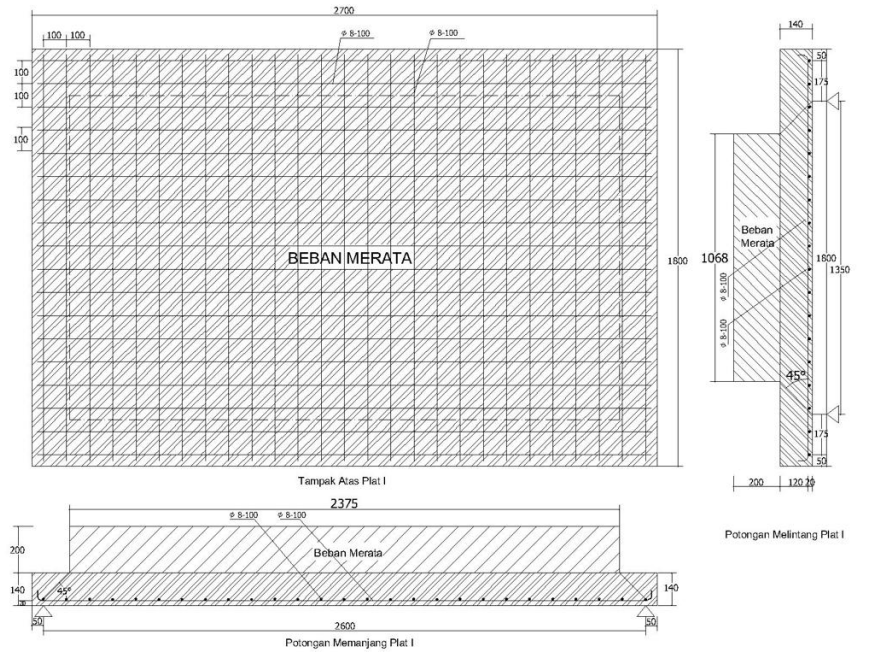 2700
100 100
ϕ 8-100
ϕ 8-100
100
100
100
BEBAN MERATA
1800
Tampak Atas Plat I
140
50
175
Beban
Merata
1068
1800
1350
ϕ 8-100
ϕ 8-100
45°
175
50
200 120 20
Potongan Melintang Plat I
2375
ϕ 8-100 ϕ 8-100
200
Beban Merata
140
45°
140
50
2600
50
Potongan Memanjang Plat I